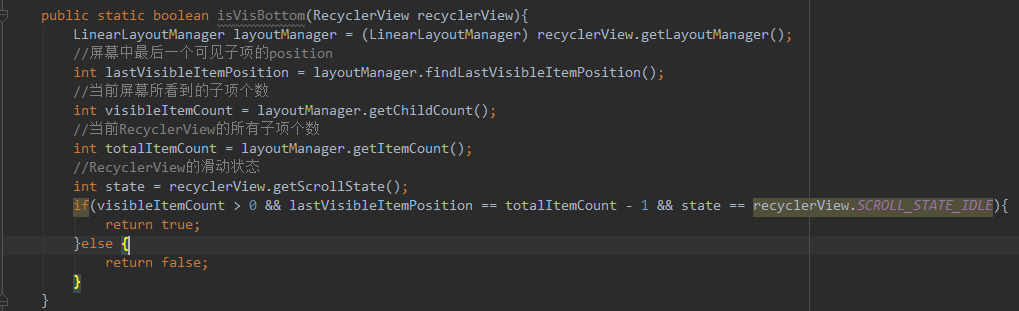 public static boolean isVisBottom(RecyclerView recyclerView){
LinearLayoutManager layoutManager = (LinearLayoutManager) recyclerView.getLayoutManager();
//屏幕中最后一个可见子项的position
int lastVisibleItemPosition = layoutManager.findLastVisibleItemPosition();
//当前屏幕所看到的子项个数
int visibleItemCount = layoutManager.getChildCount();
//当前RecyclerView的所有子项个数
int totalItemCount = layoutManager.getItemCount();
//RecyclerView的滑动状态
int state = recyclerView.getScrollState();
if(visibleItemCount > 0 && lastVisibleItemPosition == totalItemCount - 1 && state == recyclerView.SCROLL_STATE_IDLE){
return true;
}else {
return false;
}
}